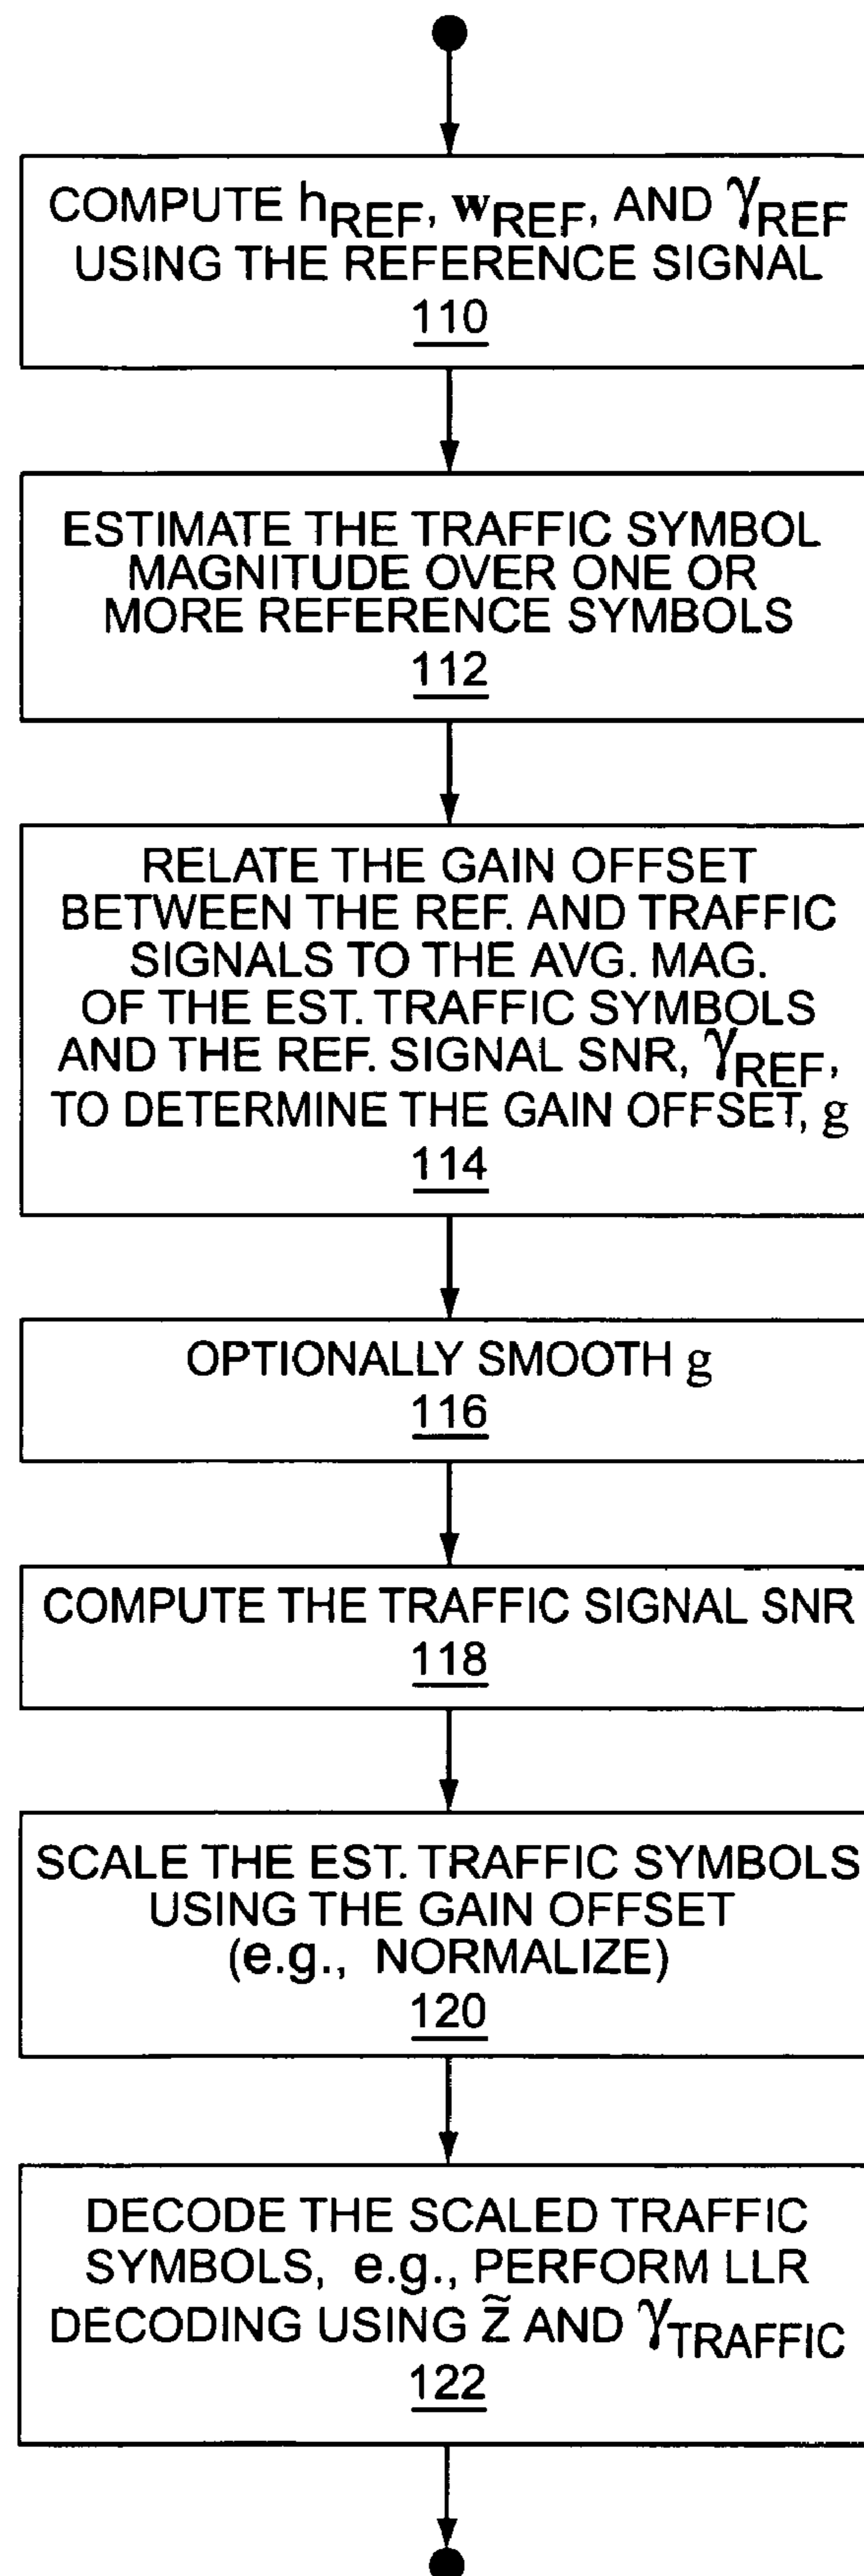 COMPUTE hREF, wREF, AND γREF
USING THE REFERENCE SIGNAL
110
ESTIMATE THE TRAFFIC SYMBOL
MAGNITUDE OVER ONE OR
MORE REFERENCE SYMBOLS
112
RELATE THE GAIN OFFSET
BETWEEN THE REF. AND TRAFFIC
SIGNALS TO THE AVG. MAG.
OF THE EST. TRAFFIC SYMBOLS
AND THE REF. SIGNAL SNR, γREF,
TO DETERMINE THE GAIN OFFSET, g
114
OPTIONALLY SMOOTH g
116
COMPUTE THE TRAFFIC SIGNAL SNR
118
SCALE THE EST. TRAFFIC SYMBOLS
USING THE GAIN OFFSET
(e.g., NORMALIZE)
120
DECODE THE SCALED TRAFFIC
SYMBOLS, e.g., PERFORM LLR
DECODING USING z̃ AND γTRAFFIC
122